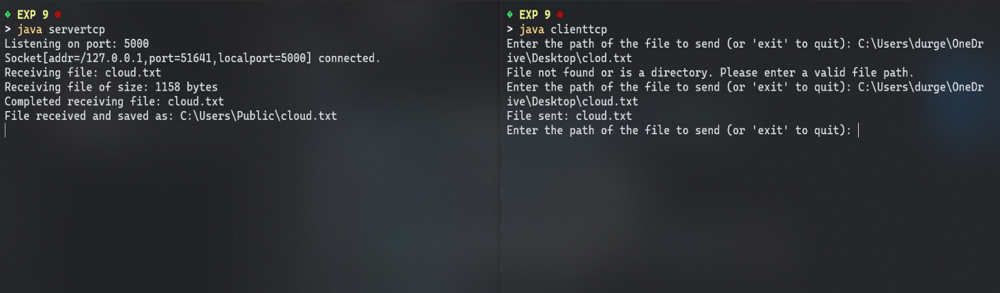 EXP 9
> java servertcp
Listening on port: 5000
Socket[addr=/127.0.0.1,port=51641,localport=5000] connected.
Receiving file: cloud.txt
Receiving file of size: 1158 bytes
Completed receiving file: cloud.txt
File received and saved as: C:\Users\Public\cloud.txt
EXP 9
> java clienttcp
Enter the path of the file to send (or 'exit' to quit): C:\Users\durge\OneDr
ive\Desktop\clod.txt
File not found or is a directory. Please enter a valid file path.
Enter the path of the file to send (or 'exit' to quit): C:\Users\durge\OneDr
ive\Desktop\cloud.txt
File sent: cloud.txt
Enter the path of the file to send (or 'exit' to quit):